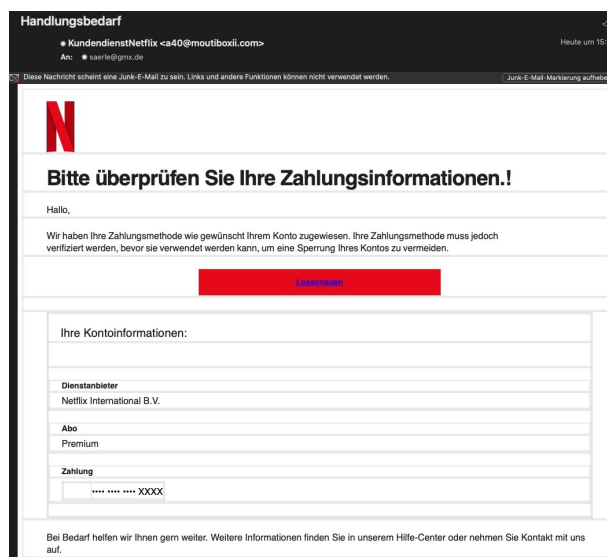 Handlungsbedarf
KundendienstNetflix <a40@moutiboxii.com>
Heute um 15:
An: saerle@gmx.de
Diese Nachricht scheint eine Junk-E-Mail zu sein. Links und andere Funktionen können nicht verwendet werden.
Junk-E-Mail-Markierung aufhebe
N
Bitte überprüfen Sie Ihre Zahlungsinformationen.!
Hallo,
Wir haben Ihre Zahlungsmethode wie gewünscht Ihrem Konto zugewiesen. Ihre Zahlungsmethode muss jedoch
verifiziert werden, bevor sie verwendet werden kann, um eine Sperrung Ihres Kontos zu vermeiden.
Losschauen
Ihre Kontoinformationen:
Dienstanbieter
Netflix International B.V.
Abo
Premium
Zahlung
•••• •••• •••• XXXX
Bei Bedarf helfen wir Ihnen gern weiter. Weitere Informationen finden Sie in unserem Hilfe-Center oder nehmen Sie Kontakt mit uns
auf.